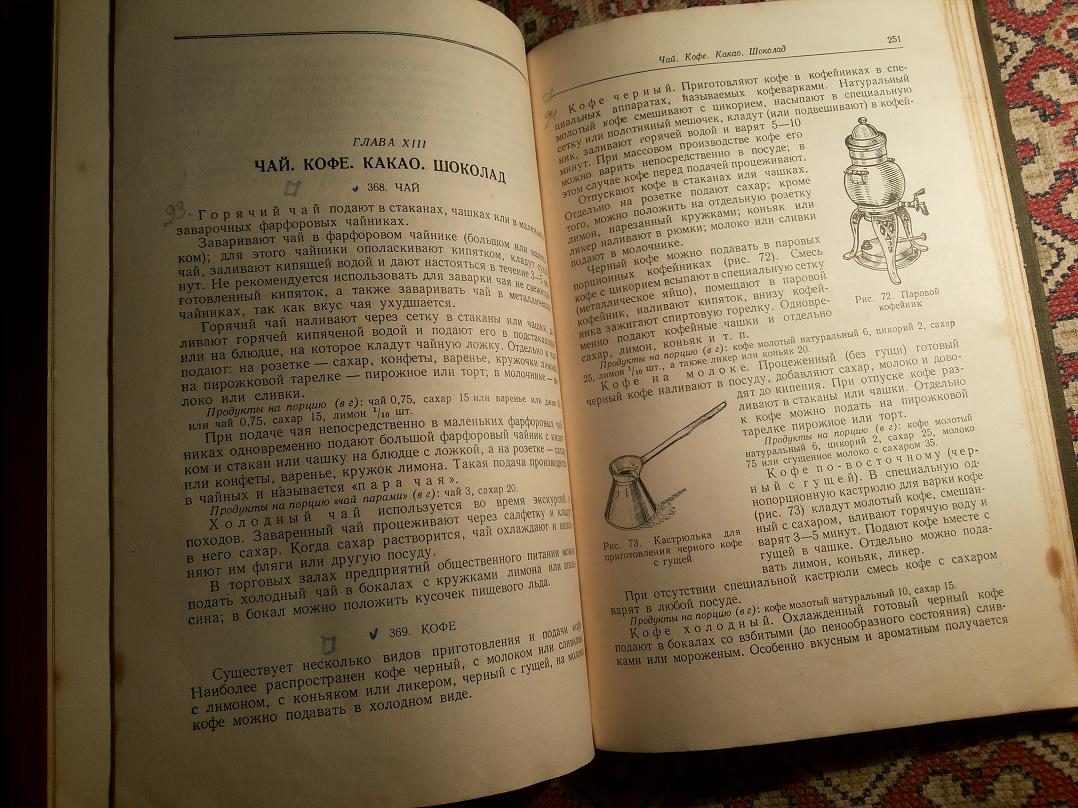 ГЛАВА XIII
ЧАЙ. КОФЕ. КАКАО. ШОКОЛАД
368. ЧАЙ
93.
Горячий чай подают в стаканах, чашках или в
заварочных фарфоровых чайниках.
Заваривают чай в фарфоровом чайнике (большом или
ком); для этого чайники ополаскивают кипятком, кладут
чай, заливают кипящей водой и дают настояться в течение 3—5
нут. Не рекомендуется использовать для заварки чая не
готовленный кипяток, а также заваривать чай в
чайниках, так как вкус чая ухудшается.
Горячий чай наливают через сетку в стаканы или
ливают горячей кипяченой водой и подают его в
или на блюдце, на которое кладут чайную ложку. Отдельно
подают: на розетке — сахар, конфеты, варенье, кружочки
на пирожковой тарелке — пирожное или торт; в молочнике —
локо или сливки.
Продукты на порцию (в г): чай 0,75, сахар 15 или варенье или
или чай 0,75, сахар 15, лимон 1/10 шт.
При подаче чая непосредственно в маленьких фарфоровых
никах одновременно подают большой фарфоровый чайник с
ком и стакан или чашку на блюдце с ложкой, а на розетке —
или конфеты, варенье, кружок лимона. Такая подача
в чайных и называется «пара чая».
Продукты на порцию «чай парами» (в г): чай 3, сахар 20.
Холодный чай используется во время экскурсий
походов. Заваренный чай процеживают через салфетку и
в него сахар. Когда сахар растворится, чай охлаждают и
няют им фляги или другую посуду.
В торговых залах предприятий общественного питания
подать холодный чай в бокалах с кружками лимона или
сина; в бокал можно положить кусочек пищевого льда.
369. КОФЕ
Существует несколько видов приготовления и подачи
Наиболее распространен кофе черный, с молоком или
с лимоном, с коньяком или ликером, черный с гущей, на
кофе можно подавать в холодном виде.
Чай. Кофе. Какао. Шоколад
251
Кофе черный. Приготовляют кофе в кофейниках в спе-
циальных аппаратах, называемых кофеварками. Натуральный
молотый кофе смешивают с цикорием, насыпают в специальную
сетку или полотняный мешочек, кладут (или подвешивают) в кофей-
ник, заливают горячей водой и варят 5—10
минут. При массовом производстве кофе его
можно варить непосредственно в посуде; в
этом случае кофе перед подачей процеживают.
Отпускают кофе в стаканах или чашках.
Отдельно на розетке подают сахар; кроме
того, можно положить на отдельную розетку
лимон, нарезанный кружками; коньяк или
ликер наливают в рюмки; молоко или сливки
подают в молочнике.
Черный кофе можно подавать в паровых
порционных кофейниках (рис. 72). Смесь
кофе с цикорием всыпают в специальную сетку
(металлическое яйцо), помещают в паровой
кофейник, наливают кипяток, внизу кофей-
ника зажигают спиртовую горелку. Одновре-
менно подают кофейные чашки и отдельно
сахар, лимон, коньяк и т. п.
Рис. 72. Паровой
кофейник
Продукты на порцию (в г): кофе молотый натуральный 6, цикорий 2, сахар
25, лимон 1/10 шт., а также ликер или коньяк 20.
Кофе на молоке. Процеженный (без гущи) готовый
черный кофе наливают в посуду, добавляют сахар, молоко и дово-
дят до кипения. При отпуске кофе раз-
ливают в стаканы или чашки. Отдельно
к кофе можно подать на пирожковой
тарелке пирожное или торт.
Продукты на порцию (в г): кофе молотый
натуральный 6, цикорий 2, сахар 25, молоко
75 или сгущенное молоко с сахаром 35.
Кофе по-восточному (чер-
ный с гущей). В специальную од-
нопорционную кастрюлю для варки кофе
(рис. 73) кладут молотый кофе, смешан-
ный с сахаром, вливают горячую воду и
варят 3—5 минут. Подают кофе вместе с
гущей в чашке. Отдельно можно пода-
вать лимон, коньяк, ликер.
Рис. 73. Кастрюлька для
приготовления черного кофе
с гущей
При отсутствии специальной кастрюли смесь кофе с сахаром
варят в любой посуде.
Продукты на порцию (в г): кофе молотый натуральный 10, сахар 15.
Кофе холодный. Охлажденный готовый черный кофе
подают в бокалах со взбитыми (до пенообразного состояния) слив-
ками или мороженым. Особенно вкусным и ароматным получается